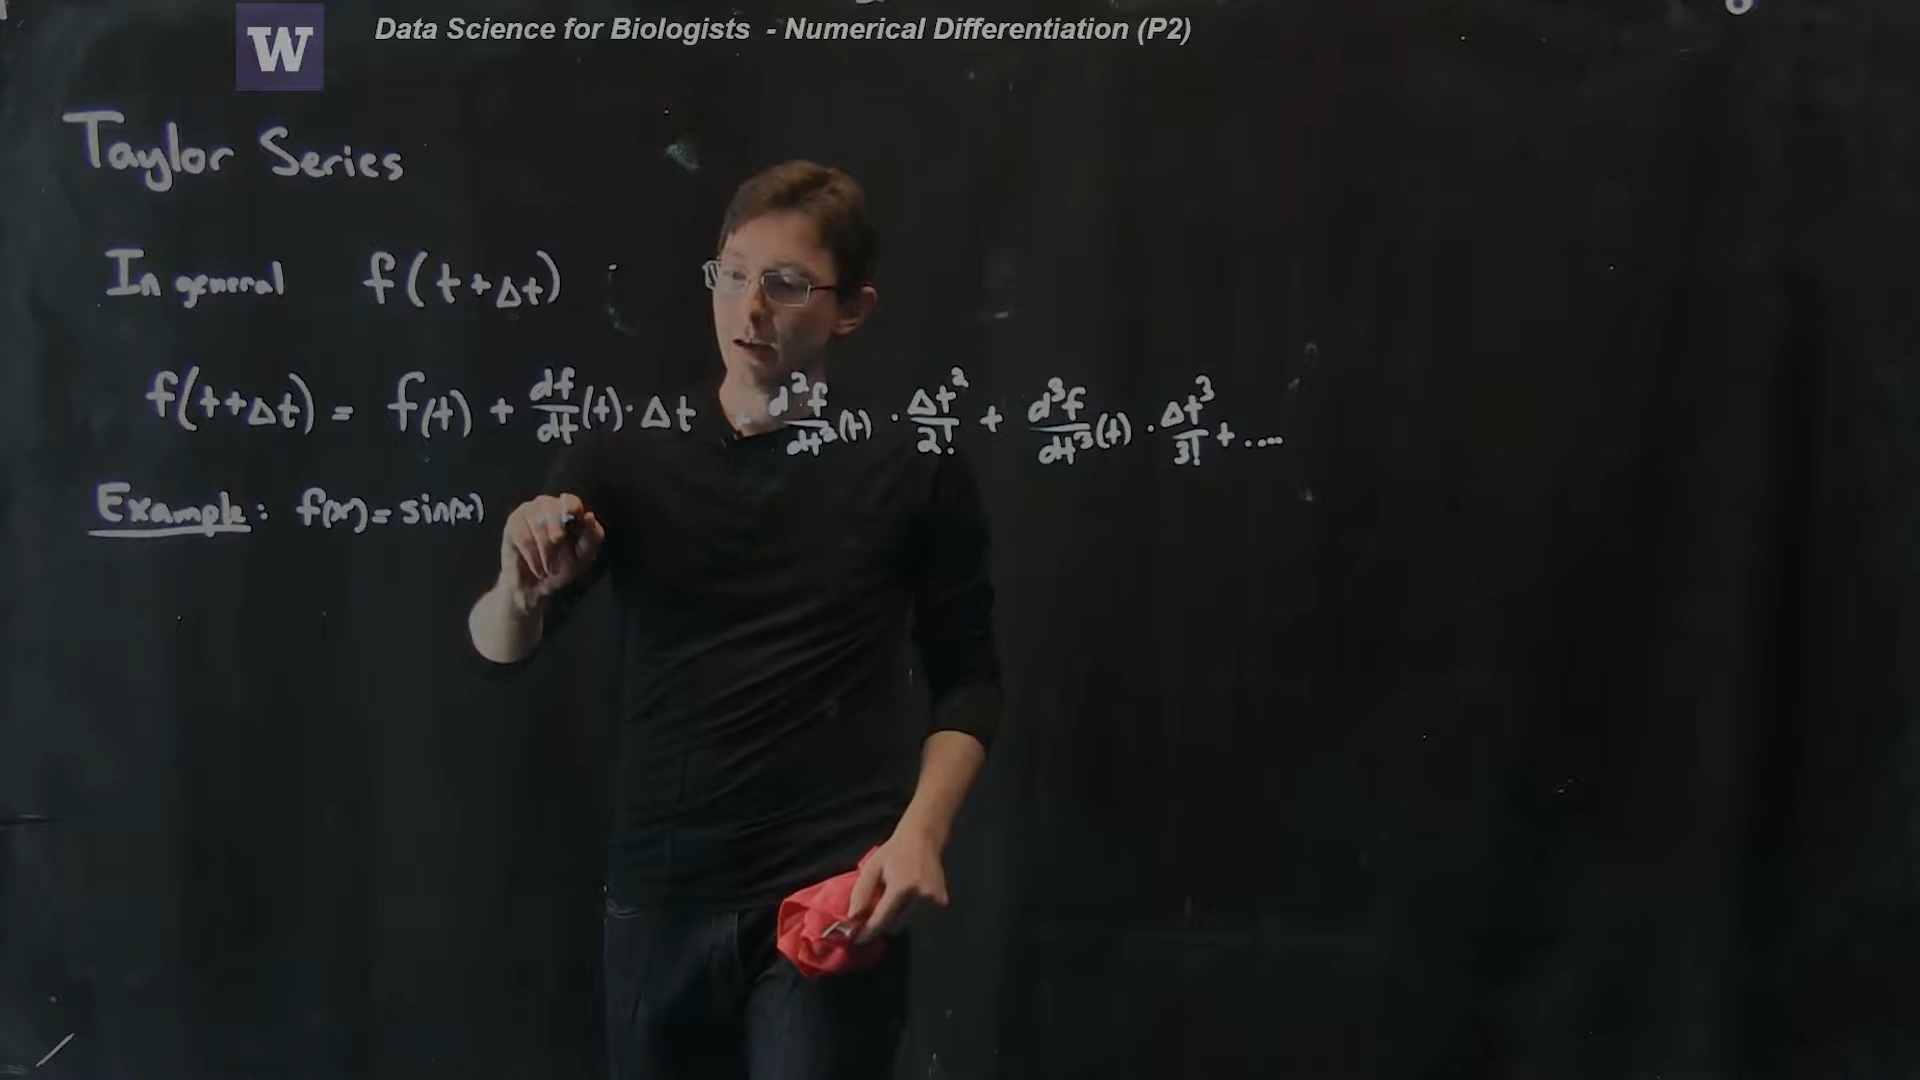 Data Science for Biologists - Numerical Differentiation (P2)
W
Taylor Series
In general f(t+Δt)
f(t+Δt) = f(t) + df/dt(t)·Δt + d²f/dt²(t)·Δt²/2! + d³f/dt³(t)·Δt³/3! + ....
Example: f(x)= sin(x)